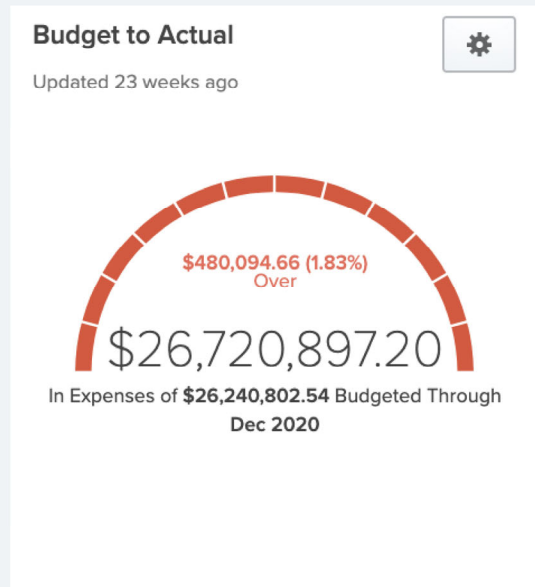 Budget to Actual
Updated 23 weeks ago
$480,094.66 (1.83%)
Over
$26,720,897.20
In Expenses of $26,240,802.54 Budgeted Through
Dec 2020